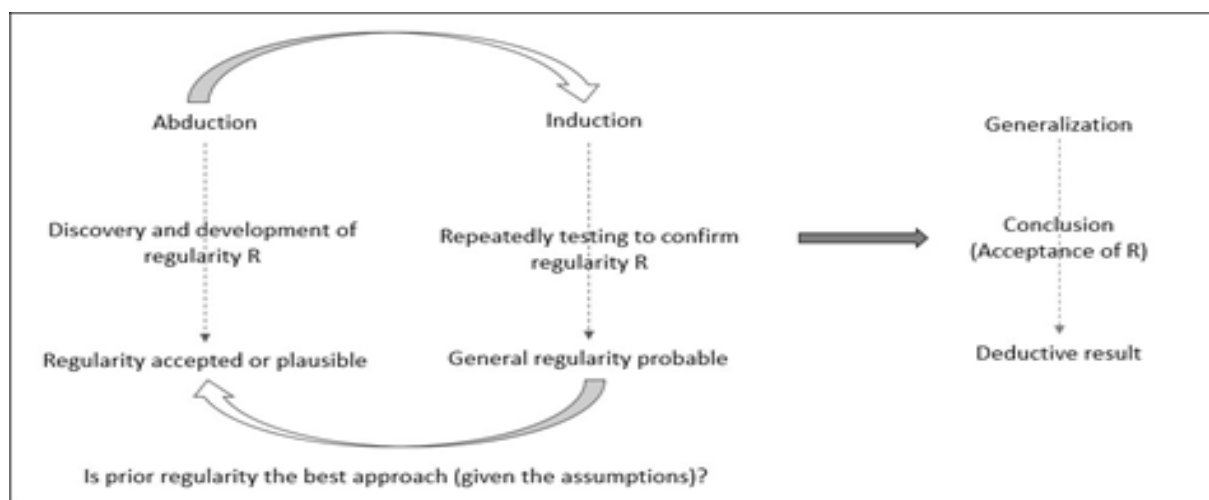 Abduction
Induction
Generalization
Discovery and development of
regularity R
Repeatedly testing to confirm
regularity R
Conclusion
(Acceptance of R)
Regularity accepted or plausible
General regularity probable
Deductive result
Is prior regularity the best approach (given the assumptions)?